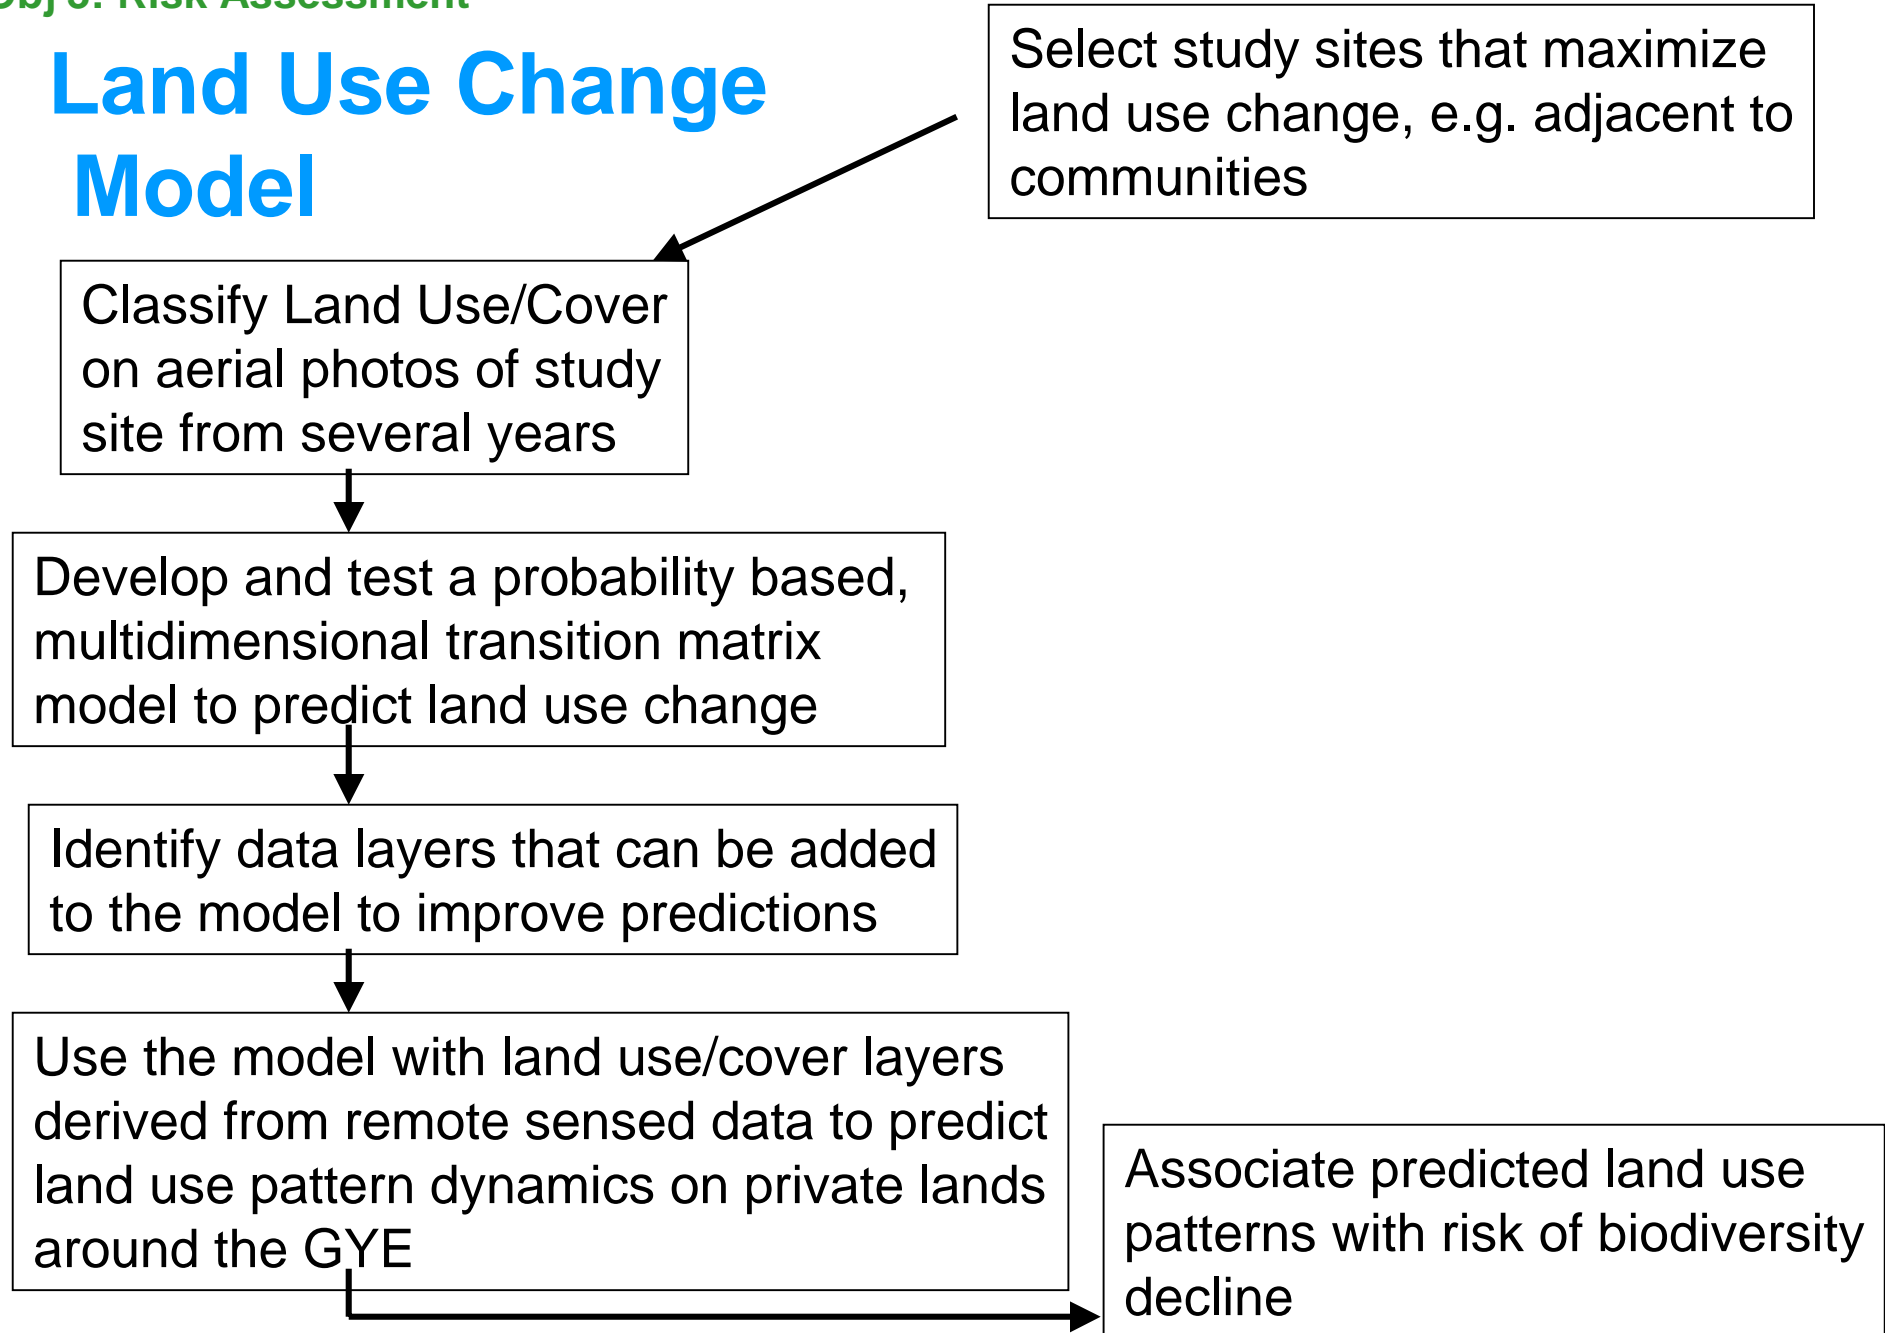 Obj 3: Risk Assessment
Land Use Change
Model
Select study sites that maximize
land use change, e.g. adjacent to
communities
Classify Land Use/Cover
on aerial photos of study
site from several years
Develop and test a probability based,
multidimensional transition matrix
model to predict land use change
Identify data layers that can be added
to the model to improve predictions
Use the model with land use/cover layers
derived from remote sensed data to predict
land use pattern dynamics on private lands
around the GYE
Associate predicted land use
patterns with risk of biodiversity
decline